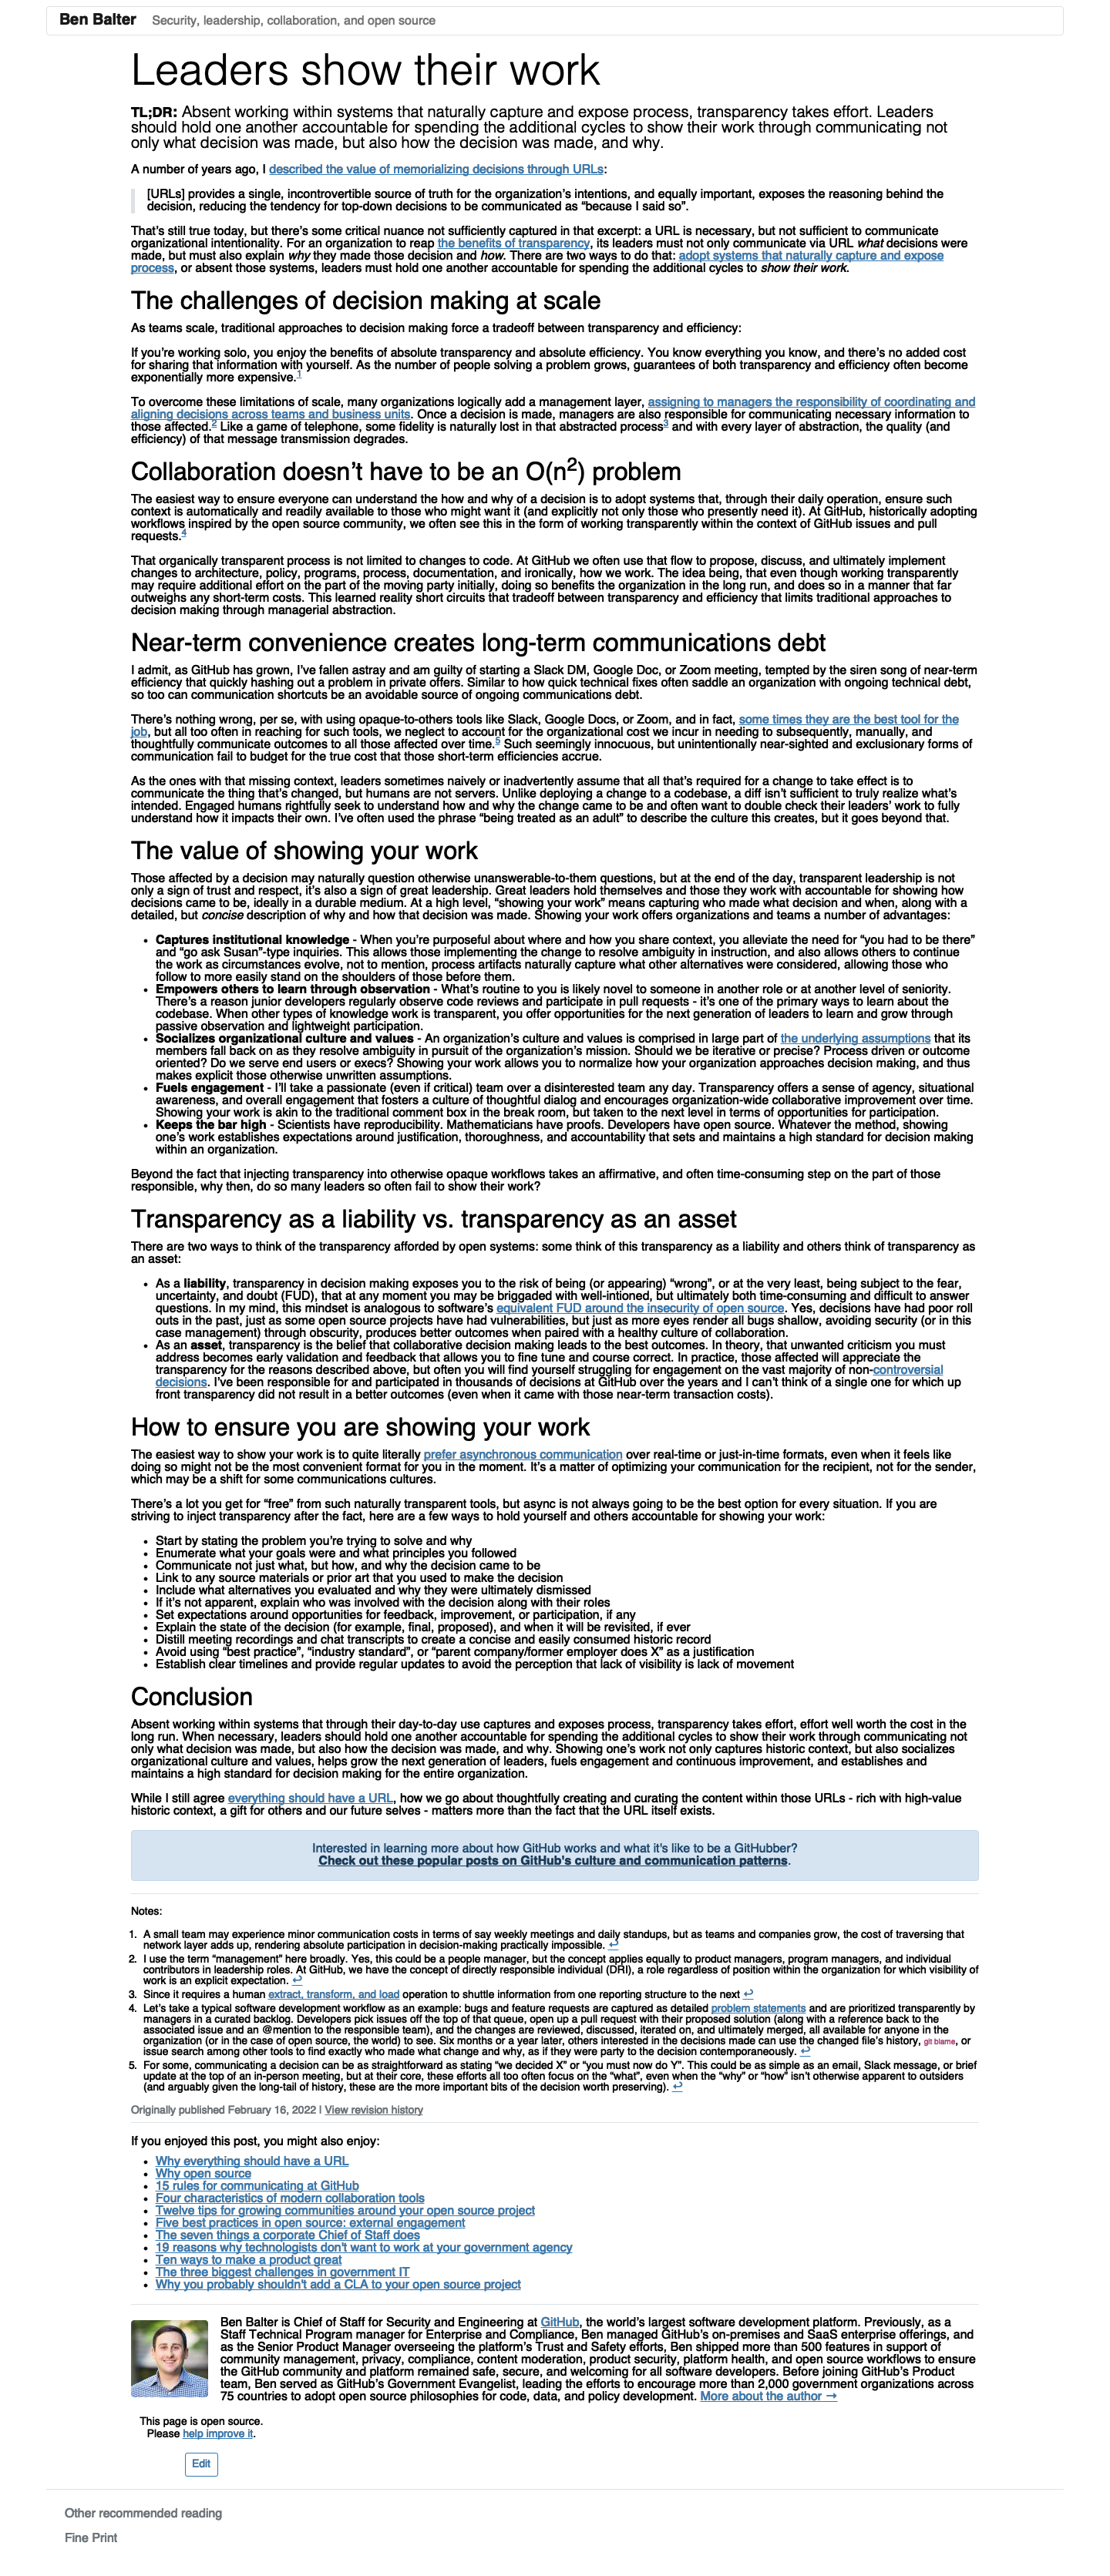 Ben Balter Security, leadership, collaboration, and open source
Leaders show their work
TL;DR: Absent working within systems that naturally capture and expose process, transparency takes effort. Leaders
should hold one another accountable for spending the additional cycles to show their work through communicating not
only what decision was made, but also how the decision was made, and why.
A number of years ago, I described the value of memorializing decisions through URLs:
[URLs] provides a single, incontrovertible source of truth for the organization’s intentions, and equally important, exposes the reasoning behind the
decision, reducing the tendency for top-down decisions to be communicated as “because I said so”.
That’s still true today, but there’s some critical nuance not sufficiently captured in that excerpt: a URL is necessary, but not sufficient to communicate
organizational intentionality. For an organization to reap the benefits of transparency, its leaders must not only communicate via URL what decisions were
made, but must also explain why they made those decision and how. There are two ways to do that: adopt systems that naturally capture and expose
process, or absent those systems, leaders must hold one another accountable for spending the additional cycles to show their work.
The challenges of decision making at scale
As teams scale, traditional approaches to decision making force a tradeoff between transparency and efficiency:
If you’re working solo, you enjoy the benefits of absolute transparency and absolute efficiency. You know everything you know, and there’s no added cost
for sharing that information with yourself. As the number of people solving a problem grows, guarantees of both transparency and efficiency often become
exponentially more expensive.1
To overcome these limitations of scale, many organizations logically add a management layer, assigning to managers the responsibility of coordinating and
aligning decisions across teams and business units. Once a decision is made, managers are also responsible for communicating necessary information to
those affected.2 Like a game of telephone, some fidelity is naturally lost in that abstracted process3 and with every layer of abstraction, the quality (and
efficiency) of that message transmission degrades.
Collaboration doesn’t have to be an O(n2) problem
The easiest way to ensure everyone can understand the how and why of a decision is to adopt systems that, through their daily operation, ensure such
context is automatically and readily available to those who might want it (and explicitly not only those who presently need it). At GitHub, historically adopting
workflows inspired by the open source community, we often see this in the form of working transparently within the context of GitHub issues and pull
requests.4
That organically transparent process is not limited to changes to code. At GitHub we often use that flow to propose, discuss, and ultimately implement
changes to architecture, policy, programs, process, documentation, and ironically, how we work. The idea being, that even though working transparently
may require additional effort on the part of the moving party initially, doing so benefits the organization in the long run, and does so in a manner that far
outweighs any short-term costs. This learned reality short circuits that tradeoff between transparency and efficiency that limits traditional approaches to
decision making through managerial abstraction.
Near-term convenience creates long-term communications debt
I admit, as GitHub has grown, I’ve fallen astray and am guilty of starting a Slack DM, Google Doc, or Zoom meeting, tempted by the siren song of near-term
efficiency that quickly hashing out a problem in private offers. Similar to how quick technical fixes often saddle an organization with ongoing technical debt,
so too can communication shortcuts be an avoidable source of ongoing communications debt.
There’s nothing wrong, per se, with using opaque-to-others tools like Slack, Google Docs, or Zoom, and in fact, some times they are the best tool for the
job, but all too often in reaching for such tools, we neglect to account for the organizational cost we incur in needing to subsequently, manually, and
thoughtfully communicate outcomes to all those affected over time.5 Such seemingly innocuous, but unintentionally near-sighted and exclusionary forms of
communication fail to budget for the true cost that those short-term efficiencies accrue.
As the ones with that missing context, leaders sometimes naively or inadvertently assume that all that’s required for a change to take effect is to
communicate the thing that’s changed, but humans are not servers. Unlike deploying a change to a codebase, a diff isn’t sufficient to truly realize what’s
intended. Engaged humans rightfully seek to understand how and why the change came to be and often want to double check their leaders’ work to fully
understand how it impacts their own. I’ve often used the phrase “being treated as an adult” to describe the culture this creates, but it goes beyond that.
The value of showing your work
Those affected by a decision may naturally question otherwise unanswerable-to-them questions, but at the end of the day, transparent leadership is not
only a sign of trust and respect, it’s also a sign of great leadership. Great leaders hold themselves and those they work with accountable for showing how
decisions came to be, ideally in a durable medium. At a high level, “showing your work” means capturing who made what decision and when, along with a
detailed, but concise description of why and how that decision was made. Showing your work offers organizations and teams a number of advantages:
• Captures institutional knowledge - When you’re purposeful about where and how you share context, you alleviate the need for “you had to be there”
and “go ask Susan”-type inquiries. This allows those implementing the change to resolve ambiguity in instruction, and also allows others to continue
the work as circumstances evolve, not to mention, process artifacts naturally capture what other alternatives were considered, allowing those who
follow to more easily stand on the shoulders of those before them.
• Empowers others to learn through observation - What’s routine to you is likely novel to someone in another role or at another level of seniority.
There’s a reason junior developers regularly observe code reviews and participate in pull requests - it’s one of the primary ways to learn about the
codebase. When other types of knowledge work is transparent, you offer opportunities for the next generation of leaders to learn and grow through
passive observation and lightweight participation.
• Socializes organizational culture and values - An organization’s culture and values is comprised in large part of the underlying assumptions that its
members fall back on as they resolve ambiguity in pursuit of the organization’s mission. Should we be iterative or precise? Process driven or outcome
oriented? Do we serve end users or execs? Showing your work allows you to normalize how your organization approaches decision making, and thus
makes explicit those otherwise unwritten assumptions.
• Fuels engagement - I’ll take a passionate (even if critical) team over a disinterested team any day. Transparency offers a sense of agency, situational
awareness, and overall engagement that fosters a culture of thoughtful dialog and encourages organization-wide collaborative improvement over time.
Showing your work is akin to the traditional comment box in the break room, but taken to the next level in terms of opportunities for participation.
• Keeps the bar high - Scientists have reproducibility. Mathematicians have proofs. Developers have open source. Whatever the method, showing
one’s work establishes expectations around justification, thoroughness, and accountability that sets and maintains a high standard for decision making
within an organization.
Beyond the fact that injecting transparency into otherwise opaque workflows takes an affirmative, and often time-consuming step on the part of those
responsible, why then, do so many leaders so often fail to show their work?
Transparency as a liability vs. transparency as an asset
There are two ways to think of the transparency afforded by open systems: some think of this transparency as a liability and others think of transparency as
an asset:
• As a liability, transparency in decision making exposes you to the risk of being (or appearing) “wrong”, or at the very least, being subject to the fear,
uncertainty, and doubt (FUD), that at any moment you may be briggaded with well-intioned, but ultimately both time-consuming and difficult to answer
questions. In my mind, this mindset is analogous to software’s equivalent FUD around the insecurity of open source. Yes, decisions have had poor roll
outs in the past, just as some open source projects have had vulnerabilities, but just as more eyes render all bugs shallow, avoiding security (or in this
case management) through obscurity, produces better outcomes when paired with a healthy culture of collaboration.
• As an asset, transparency is the belief that collaborative decision making leads to the best outcomes. In theory, that unwanted criticism you must
address becomes early validation and feedback that allows you to fine tune and course correct. In practice, those affected will appreciate the
transparency for the reasons described above, but often you will find yourself struggling for engagement on the vast majority of non-controversial
decisions. I’ve been responsible for and participated in thousands of decisions at GitHub over the years and I can’t think of a single one for which up
front transparency did not result in a better outcomes (even when it came with those near-term transaction costs).
How to ensure you are showing your work
The easiest way to show your work is to quite literally prefer asynchronous communication over real-time or just-in-time formats, even when it feels like
doing so might not be the most convenient format for you in the moment. It’s a matter of optimizing your communication for the recipient, not for the sender,
which may be a shift for some communications cultures.
There’s a lot you get for “free” from such naturally transparent tools, but async is not always going to be the best option for every situation. If you are
striving to inject transparency after the fact, here are a few ways to hold yourself and others accountable for showing your work:
• Start by stating the problem you’re trying to solve and why
• Enumerate what your goals were and what principles you followed
• Communicate not just what, but how, and why the decision came to be
• Link to any source materials or prior art that you used to make the decision
• Include what alternatives you evaluated and why they were ultimately dismissed
• If it’s not apparent, explain who was involved with the decision along with their roles
• Set expectations around opportunities for feedback, improvement, or participation, if any
• Explain the state of the decision (for example, final, proposed), and when it will be revisited, if ever
• Distill meeting recordings and chat transcripts to create a concise and easily consumed historic record
• Avoid using “best practice”, “industry standard”, or “parent company/former employer does X” as a justification
• Establish clear timelines and provide regular updates to avoid the perception that lack of visibility is lack of movement
Conclusion
Absent working within systems that through their day-to-day use captures and exposes process, transparency takes effort, effort well worth the cost in the
long run. When necessary, leaders should hold one another accountable for spending the additional cycles to show their work through communicating not
only what decision was made, but also how the decision was made, and why. Showing one’s work not only captures historic context, but also socializes
organizational culture and values, helps grow the next generation of leaders, fuels engagement and continuous improvement, and establishes and
maintains a high standard for decision making for the entire organization.
While I still agree everything should have a URL, how we go about thoughtfully creating and curating the content within those URLs - rich with high-value
historic context, a gift for others and our future selves - matters more than the fact that the URL itself exists.
Interested in learning more about how GitHub works and what it's like to be a GitHubber?
Check out these popular posts on GitHub's culture and communication patterns.
Notes:
1. A small team may experience minor communication costs in terms of say weekly meetings and daily standups, but as teams and companies grow, the cost of traversing that
network layer adds up, rendering absolute participation in decision-making practically impossible. ↩
2. I use the term “management” here broadly. Yes, this could be a people manager, but the concept applies equally to product managers, program managers, and individual
contributors in leadership roles. At GitHub, we have the concept of directly responsible individual (DRI), a role regardless of position within the organization for which visibility of
work is an explicit expectation. ↩
3. Since it requires a human extract, transform, and load operation to shuttle information from one reporting structure to the next ↩
4. Let’s take a typical software development workflow as an example: bugs and feature requests are captured as detailed problem statements and are prioritized transparently by
managers in a curated backlog. Developers pick issues off the top of that queue, open up a pull request with their proposed solution (along with a reference back to the
associated issue and an @mention to the responsible team), and the changes are reviewed, discussed, iterated on, and ultimately merged, all available for anyone in the
organization (or in the case of open source, the world) to see. Six months or a year later, others interested in the decisions made can use the changed file’s history, git blame, or
issue search among other tools to find exactly who made what change and why, as if they were party to the decision contemporaneously. ↩
5. For some, communicating a decision can be as straightforward as stating “we decided X” or “you must now do Y”. This could be as simple as an email, Slack message, or brief
update at the top of an in-person meeting, but at their core, these efforts all too often focus on the “what”, even when the “why” or “how” isn’t otherwise apparent to outsiders
(and arguably given the long-tail of history, these are the more important bits of the decision worth preserving). ↩
Originally published February 16, 2022 | View revision history
If you enjoyed this post, you might also enjoy:
• Why everything should have a URL
• Why open source
• 15 rules for communicating at GitHub
• Four characteristics of modern collaboration tools
• Twelve tips for growing communities around your open source project
• Five best practices in open source: external engagement
• The seven things a corporate Chief of Staff does
• 19 reasons why technologists don't want to work at your government agency
• Ten ways to make a product great
• The three biggest challenges in government IT
• Why you probably shouldn't add a CLA to your open source project
Ben Balter is Chief of Staff for Security and Engineering at GitHub, the world’s largest software development platform. Previously, as a
Staff Technical Program manager for Enterprise and Compliance, Ben managed GitHub’s on-premises and SaaS enterprise offerings, and
as the Senior Product Manager overseeing the platform’s Trust and Safety efforts, Ben shipped more than 500 features in support of
community management, privacy, compliance, content moderation, product security, platform health, and open source workflows to ensure
the GitHub community and platform remained safe, secure, and welcoming for all software developers. Before joining GitHub’s Product
team, Ben served as GitHub’s Government Evangelist, leading the efforts to encourage more than 2,000 government organizations across
75 countries to adopt open source philosophies for code, data, and policy development. More about the author →
This page is open source.
Please help improve it.
Edit
Other recommended reading
Fine Print